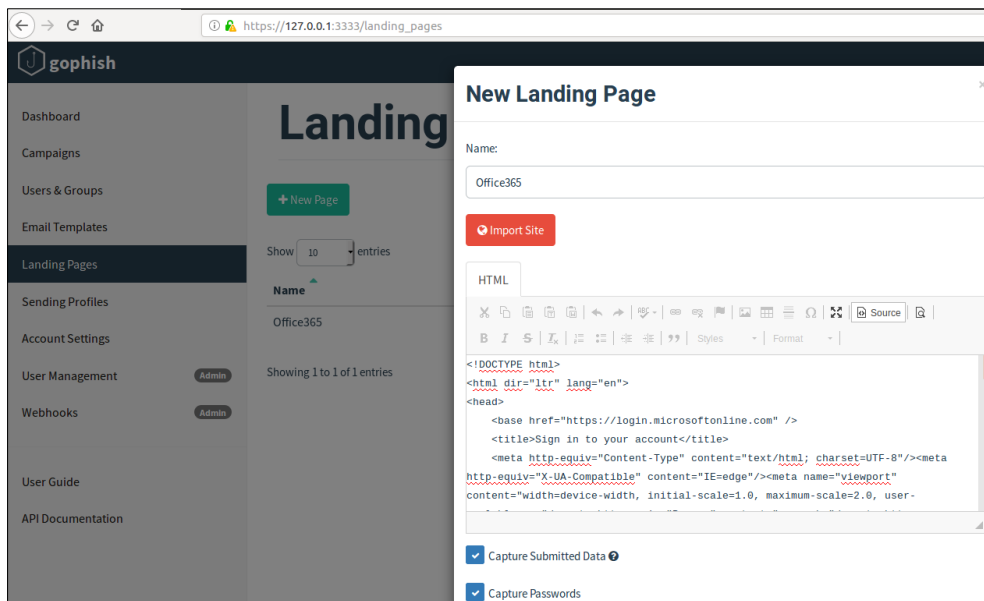 https://127.0.0.1:3333/landing_pages
gophish
Dashboard
Campaigns
Users & Groups
Email Templates
Landing Pages
Sending Profiles
Account Settings
User Management Admin
Webhooks Admin
User Guide
API Documentation
Landing
+ New Page
Show 10 entries
Name
Office365
Showing 1 to 1 of 1 entries
New Landing Page
×
Name:
Office365
Import Site
HTML
ABC Ω Source
B I S Ix Styles Format
<!DOCTYPE html>
<html dir="ltr" lang="en">
<head>
<base href="https://login.microsoftonline.com" />
<title>Sign in to your account</title>
<meta http-equiv="Content-Type" content="text/html; charset=UTF-8"/><meta
http-equiv="X-UA-Compatible" content="IE=edge"/><meta name="viewport"
content="width=device-width, initial-scale=1.0, maximum-scale=2.0, user-
Capture Submitted Data
Capture Passwords